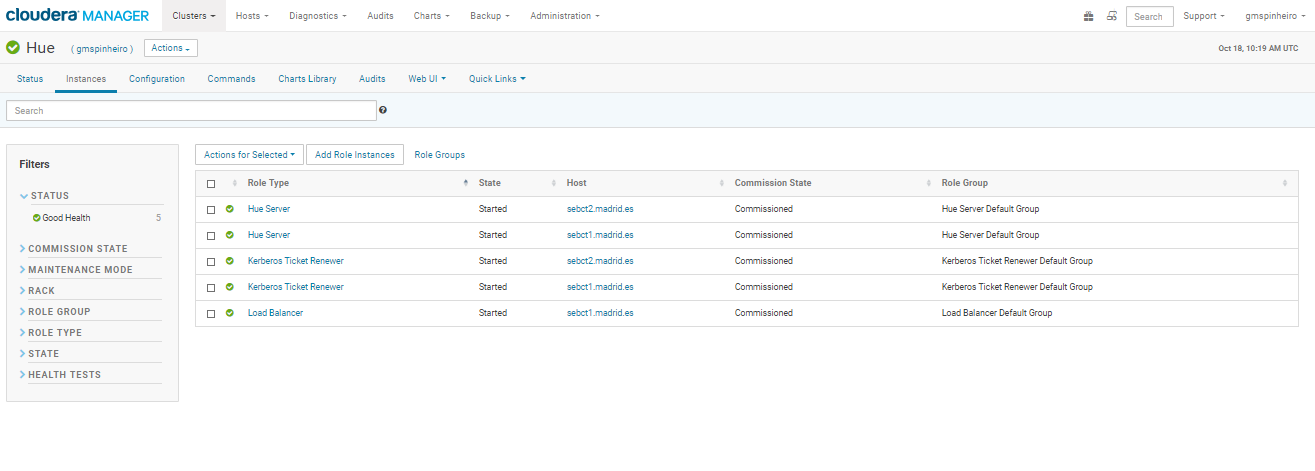 cloudera MANAGER Clusters Hosts Diagnostics Audits Charts Backup Administration Search Support gmspinheiro
Hue ( gmspinheiro ) Actions Oct 18, 10:19 AM UTC
Status Instances Configuration Commands Charts Library Audits Web UI Quick Links
Search
Filters
STATUS
Good Health 5
COMMISSION STATE
MAINTENANCE MODE
RACK
ROLE GROUP
ROLE TYPE
STATE
HEALTH TESTS
Actions for Selected Add Role Instances Role Groups
Role Type State Host Commission State Role Group
Hue Server Started sebct2.madrid.es Commissioned Hue Server Default Group
Hue Server Started sebct1.madrid.es Commissioned Hue Server Default Group
Kerberos Ticket Renewer Started sebct2.madrid.es Commissioned Kerberos Ticket Renewer Default Group
Kerberos Ticket Renewer Started sebct1.madrid.es Commissioned Kerberos Ticket Renewer Default Group
Load Balancer Started sebct1.madrid.es Commissioned Load Balancer Default Group